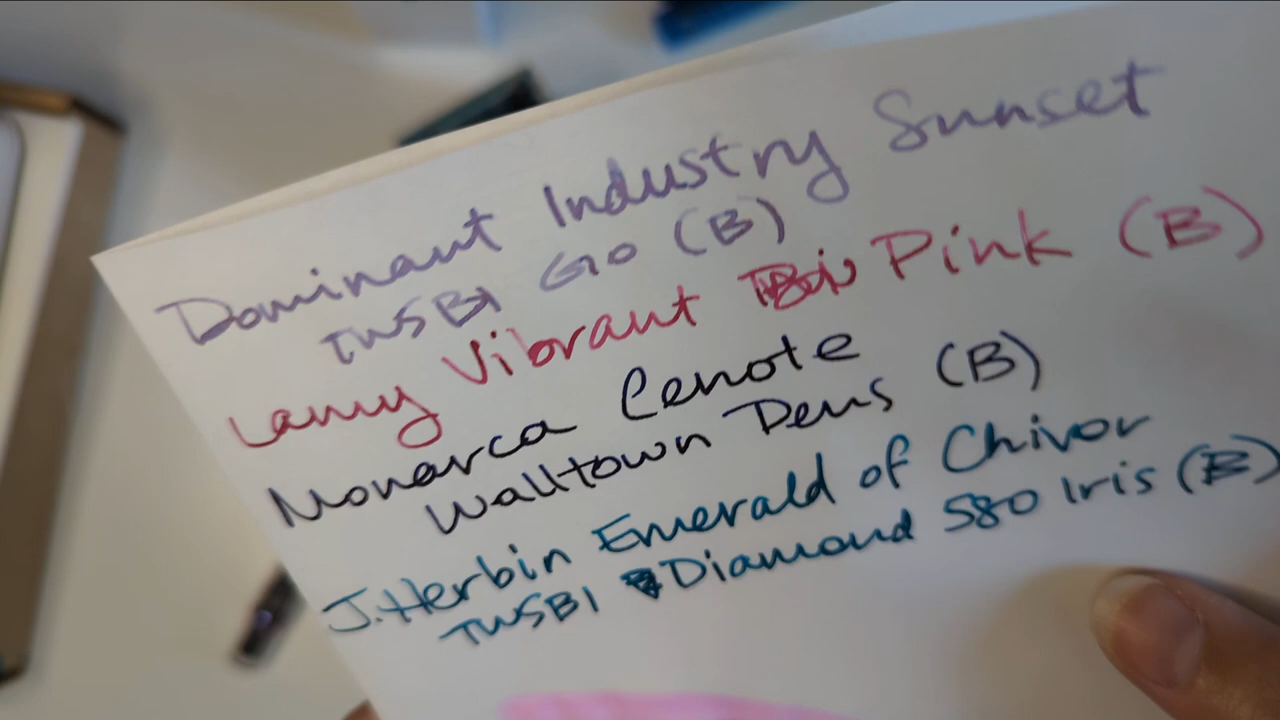 Dominant Industry Sunset
TWSBI GO (B)
Lamy Vibrant Pink (B)
Monarca Cenote
Walltown Deus (B)
J. Herbin Emerald of Chivor
TWSBI Diamond 580 Iris (B)